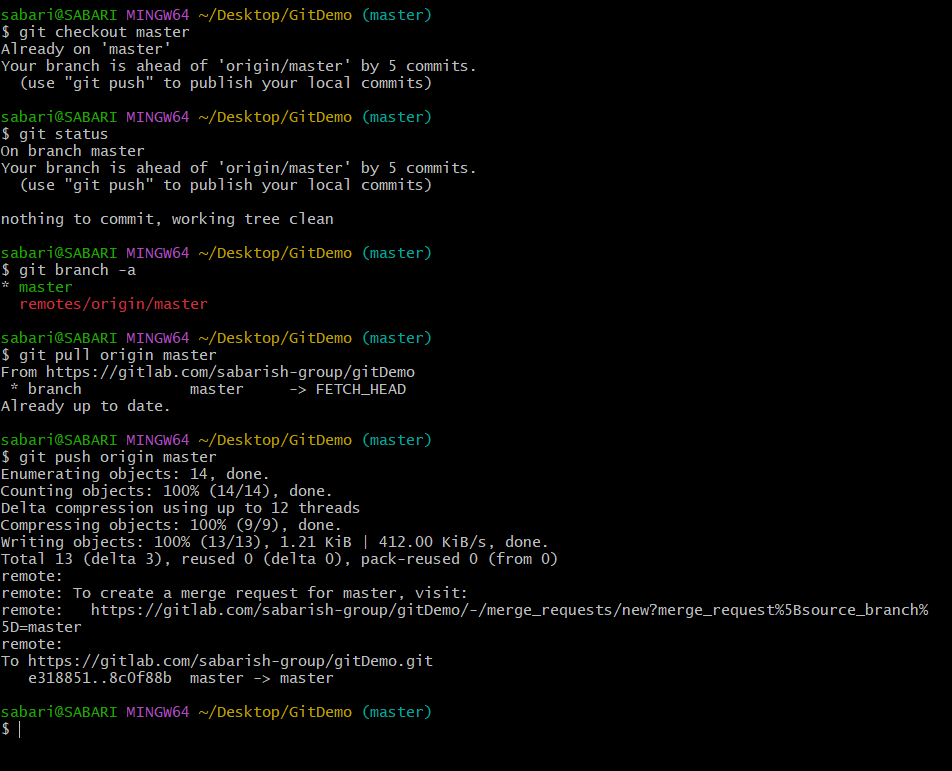 sabari@SABARI MINGW64 ~/Desktop/GitDemo (master)
$ git checkout master
Already on 'master'
Your branch is ahead of 'origin/master' by 5 commits.
  (use "git push" to publish your local commits)

sabari@SABARI MINGW64 ~/Desktop/GitDemo (master)
$ git status
On branch master
Your branch is ahead of 'origin/master' by 5 commits.
  (use "git push" to publish your local commits)

nothing to commit, working tree clean

sabari@SABARI MINGW64 ~/Desktop/GitDemo (master)
$ git branch -a
* master
  remotes/origin/master

sabari@SABARI MINGW64 ~/Desktop/GitDemo (master)
$ git pull origin master
From https://gitlab.com/sabarish-group/gitDemo
 * branch            master     -> FETCH_HEAD
Already up to date.

sabari@SABARI MINGW64 ~/Desktop/GitDemo (master)
$ git push origin master
Enumerating objects: 14, done.
Counting objects: 100% (14/14), done.
Delta compression using up to 12 threads
Compressing objects: 100% (9/9), done.
Writing objects: 100% (13/13), 1.21 KiB | 412.00 KiB/s, done.
Total 13 (delta 3), reused 0 (delta 0), pack-reused 0 (from 0)
remote:
remote: To create a merge request for master, visit:
remote:   https://gitlab.com/sabarish-group/gitDemo/-/merge_requests/new?merge_request%5Bsource_branch%
5D=master
remote:
To https://gitlab.com/sabarish-group/gitDemo.git
   e318851..8c0f88b  master -> master

sabari@SABARI MINGW64 ~/Desktop/GitDemo (master)
$